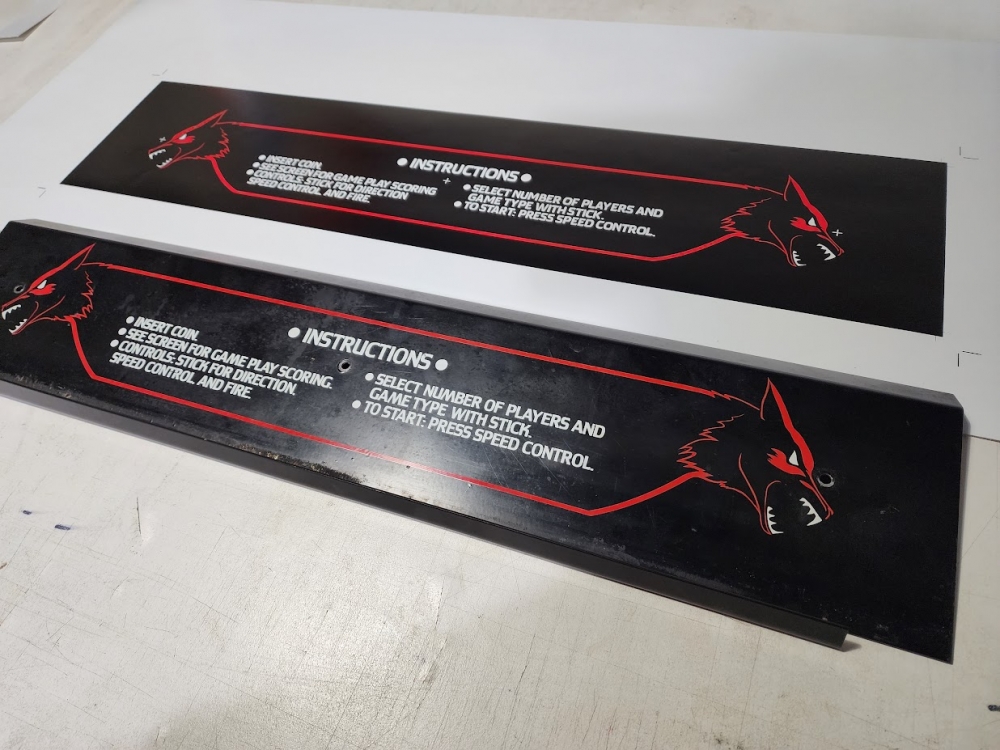 ● INSTRUCTIONS ●
● INSERT COIN.
● SEE SCREEN FOR GAME PLAY SCORING
● CONTROLS: STICK FOR DIRECTION
SPEED CONTROL AND FIRE.
● SELECT NUMBER OF PLAYERS AND
GAME TYPE WITH STICK.
● TO START: PRESS SPEED CONTROL.
● INSTRUCTIONS ●
● INSERT COIN.
● SEE SCREEN FOR GAME PLAY SCORING.
● CONTROLS: STICK FOR DIRECTION.
SPEED CONTROL AND FIRE.
● SELECT NUMBER OF PLAYERS AND
GAME TYPE WITH STICK.
● TO START: PRESS SPEED CONTROL.